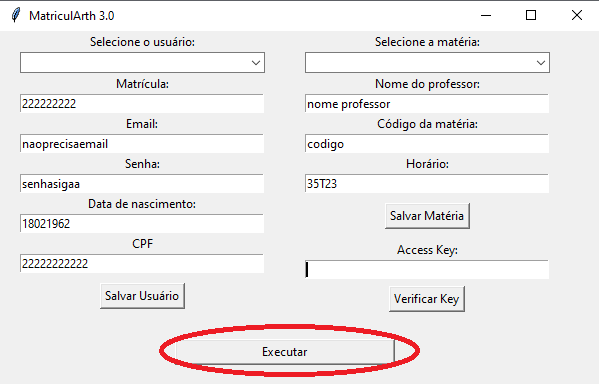 MatriculArth 3.0
Selecione o usuário:
Matrícula:
222222222
Email:
naoprecisaemail
Senha:
senhasigaa
Data de nascimento:
18021962
CPF
22222222222
Salvar Usuário
Selecione a matéria:
Nome do professor:
nome professor
Código da matéria:
codigo
Horário:
35T23
Salvar Matéria
Access Key:
Verificar Key
Executar